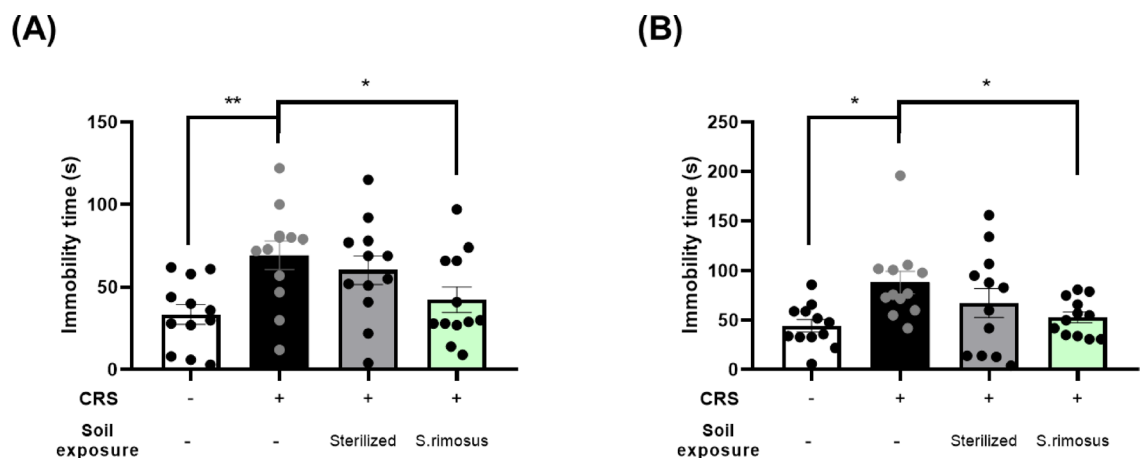 (A)
** *
Immobility time (s)
150
100
50
0
CRS - + + +
Soil exposure - - Sterilized S.rimosus
(B)
* *
Immobility time (s)
250
200
150
100
50
0
CRS - + + +
Soil exposure - - Sterilized S.rimosus